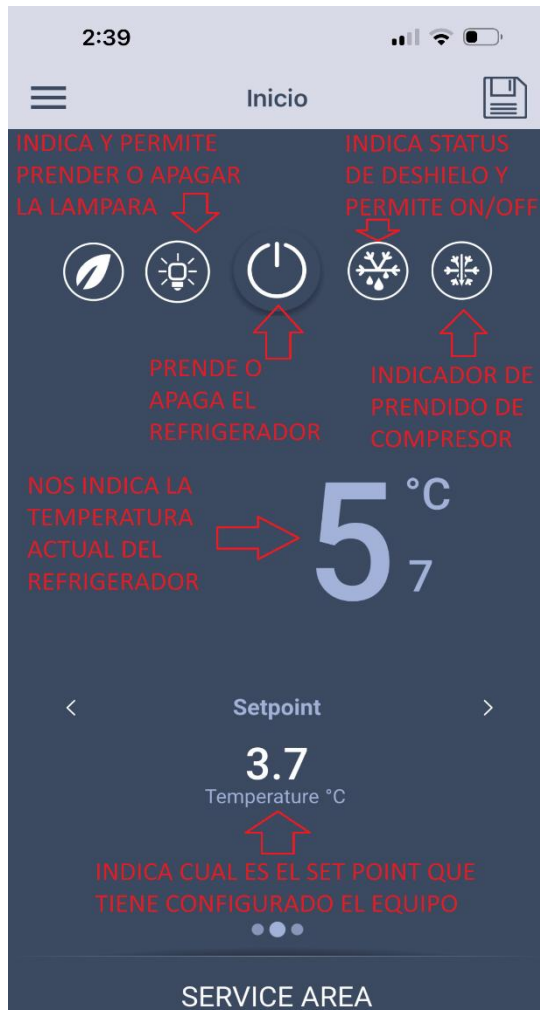 2:39
Inicio
INDICA Y PERMITE
PRENDER O APAGAR
LA LAMPARA
INDICA STATUS
DE DESHIELO Y
PERMITE ON/OFF
PRENDE O
APAGA EL
REFRIGERADOR
INDICADOR DE
PRENDIDO DE
COMPRESOR
NOS INDICA LA
TEMPERATURA
ACTUAL DEL
REFRIGERADOR
5 °C
7
< Setpoint >
3.7
Temperature °C
INDICA CUAL ES EL SET POINT QUE
TIENE CONFIGURADO EL EQUIPO
SERVICE AREA